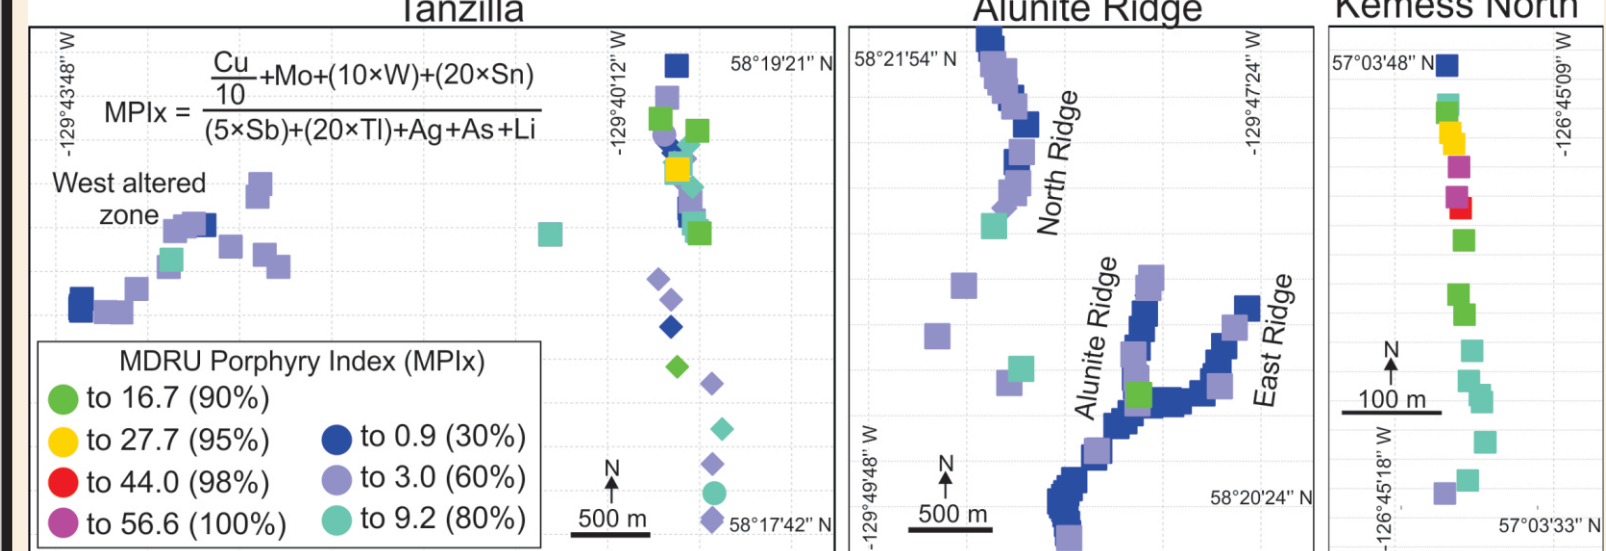 Tanzilla
Alunite Ridge
Kemess North
-129°43'48" W
Cu
10
+Mo+(10×W)+(20×Sn)
MPIx =
(5×Sb)+(20×Tl)+Ag+As+Li
-129°40'12" W
58°19'21" N
West altered
zone
MDRU Porphyry Index (MPIx)
to 16.7 (90%)
to 27.7 (95%)
to 44.0 (98%)
to 56.6 (100%)
to 0.9 (30%)
to 3.0 (60%)
to 9.2 (80%)
N
500 m
58°17'42" N
58°21'54" N
-129°47'24" W
North Ridge
Alunite Ridge
East Ridge
-129°49'48" W
N
500 m
58°20'24" N
57°03'48" N
-126°45'09" W
N
100 m
-126°45'18" W
57°03'33" N